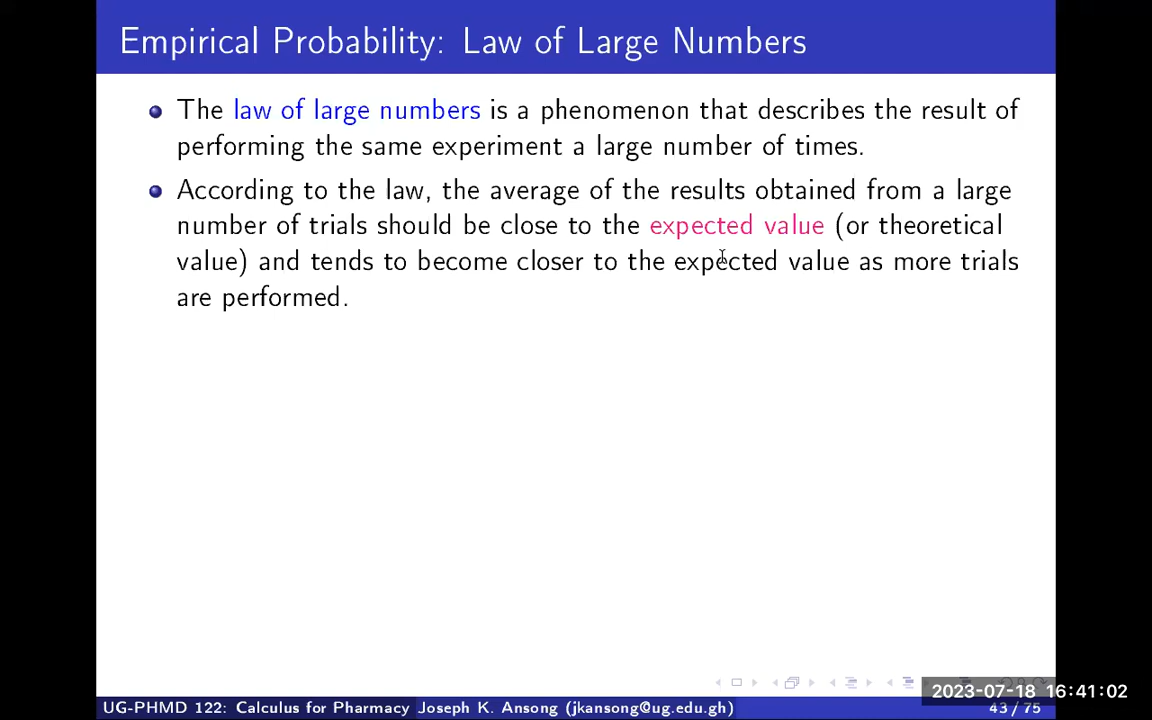 Empirical Probability: Law of Large Numbers
The law of large numbers is a phenomenon that describes the result of
performing the same experiment a large number of times.
According to the law, the average of the results obtained from a large
number of trials should be close to the expected value (or theoretical
value) and tends to become closer to the expected value as more trials
are performed.
2023-07-18 16:41:02
UG-PHMD 122: Calculus for Pharmacy Joseph K. Ansong (jkansong@ug.edu.gh) 43 / 75